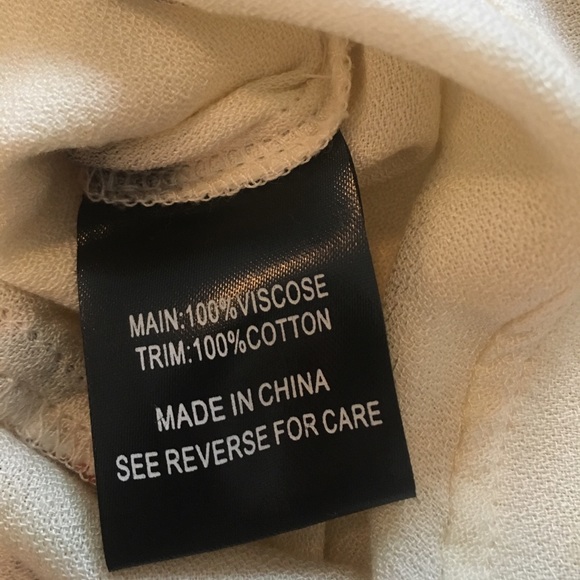 MAIN:100%VISCOSE
TRIM:100%COTTON
MADE IN CHINA
SEE REVERSE FOR CARE